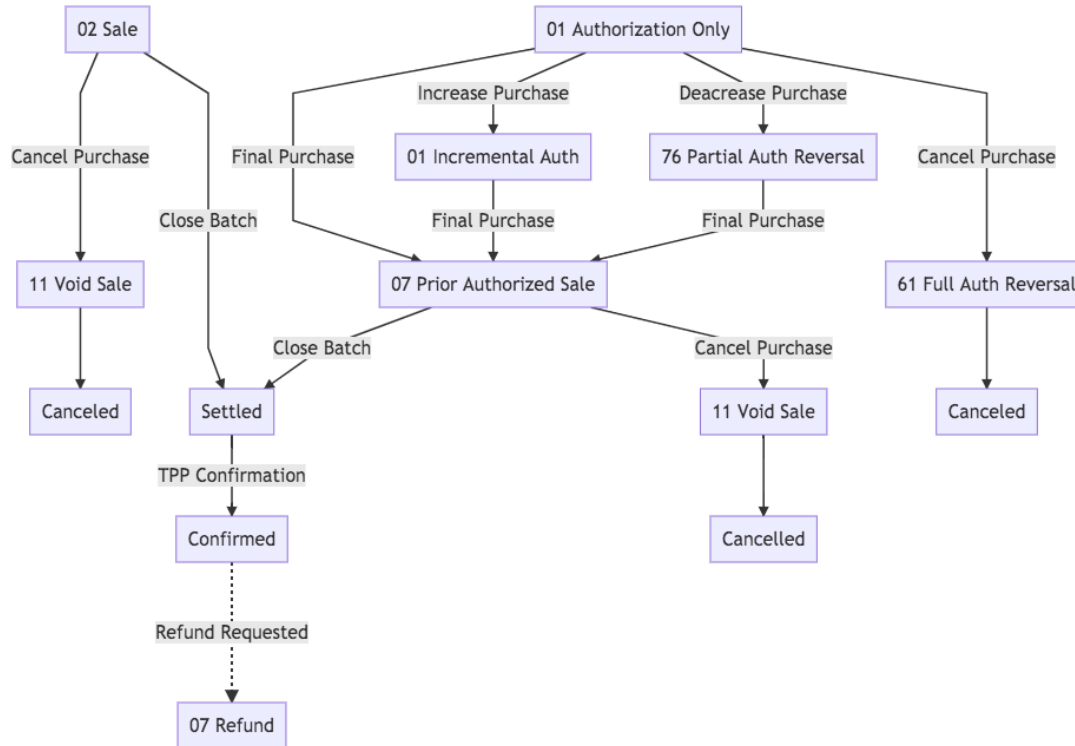 02 Sale
01 Authorization Only
Increase Purchase
Deacrease Purchase
Cancel Purchase
Final Purchase
01 Incremental Auth
76 Partial Auth Reversal
Cancel Purchase
Close Batch
Final Purchase
Final Purchase
11 Void Sale
07 Prior Authorized Sale
61 Full Auth Reversal
Close Batch
Cancel Purchase
Canceled
Settled
11 Void Sale
Canceled
TPP Confirmation
Confirmed
Cancelled
Refund Requested
07 Refund